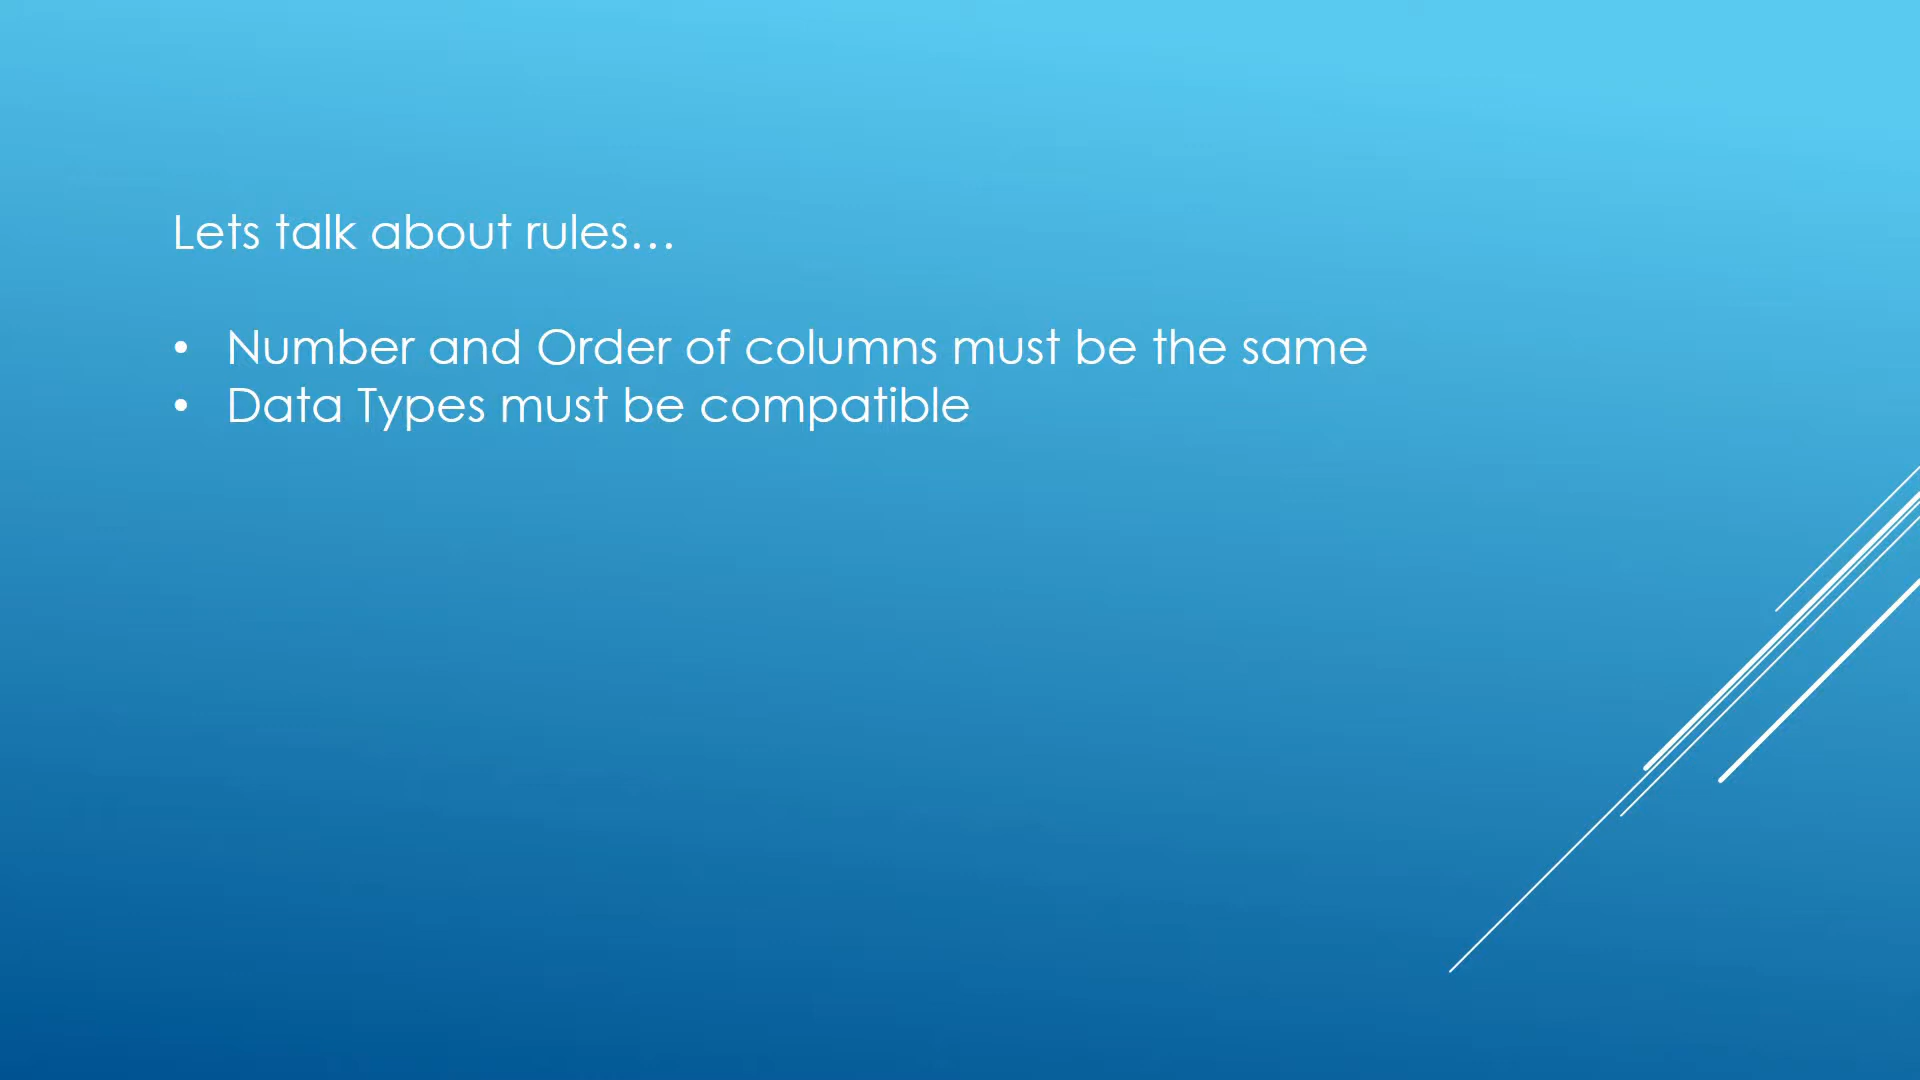 Lets talk about rules…
• Number and Order of columns must be the same
• Data Types must be compatible